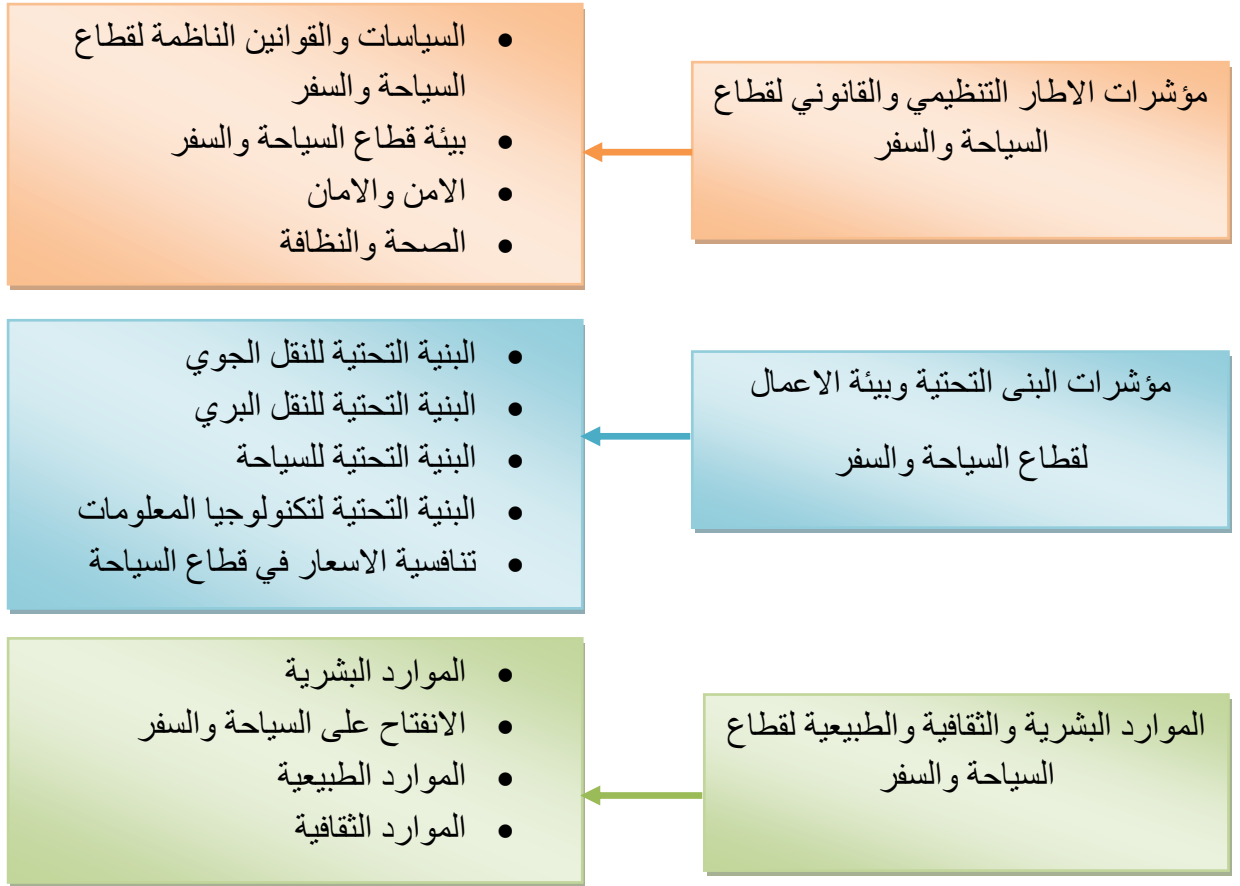 مؤشرات الاطار التنظيمي والقانوني لقطاع
السياحة والسفر
• السياسات والقوانين الناظمة لقطاع
السياحة والسفر
• بيئة قطاع السياحة والسفر
• الامن والامان
• الصحة والنظافة
مؤشرات البنى التحتية وبيئة الاعمال
لقطاع السياحة والسفر
• البنية التحتية للنقل الجوي
• البنية التحتية للنقل البري
• البنية التحتية للسياحة
• البنية التحتية لتكنولوجيا المعلومات
• تنافسية الاسعار في قطاع السياحة
الموارد البشرية والثقافية والطبيعية لقطاع
السياحة والسفر
• الموارد البشرية
• الانفتاح على السياحة والسفر
• الموارد الطبيعية
• الموارد الثقافية